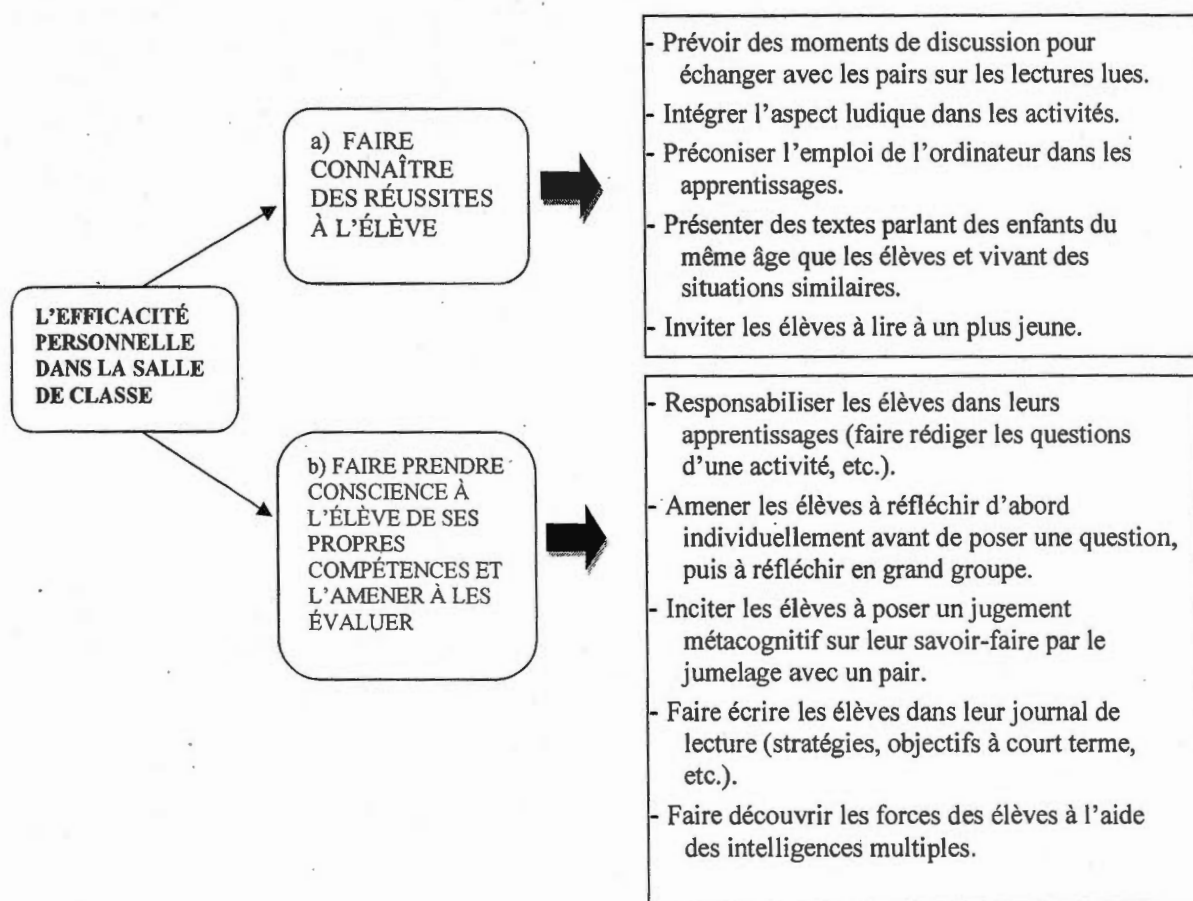 L'EFFICACITÉ
PERSONNELLE
DANS LA SALLE
DE CLASSE
a) FAIRE
CONNAÎTRE
DES RÉUSSITES
À L'ÉLÈVE
- Prévoir des moments de discussion pour
échanger avec les pairs sur les lectures lues.
- Intégrer l'aspect ludique dans les activités.
- Préconiser l'emploi de l'ordinateur dans les
apprentissages.
- Présenter des textes parlant des enfants du
même âge que les élèves et vivant des
situations similaires.
- Inviter les élèves à lire à un plus jeune.
b) FAIRE PRENDRE
CONSCIENCE À
L'ÉLÈVE DE SES
PROPRES
COMPÉTENCES ET
L'AMENER À LES
ÉVALUER
- Responsabiliser les élèves dans leurs
apprentissages (faire rédiger les questions
d'une activité, etc.).
- Amener les élèves à réfléchir d'abord
individuellement avant de poser une question,
puis à réfléchir en grand groupe.
- Inciter les élèves à poser un jugement
métacognitif sur leur savoir-faire par le
jumelage avec un pair.
- Faire écrire les élèves dans leur journal de
lecture (stratégies, objectifs à court terme,
etc.).
- Faire découvrir les forces des élèves à l'aide
des intelligences multiples.